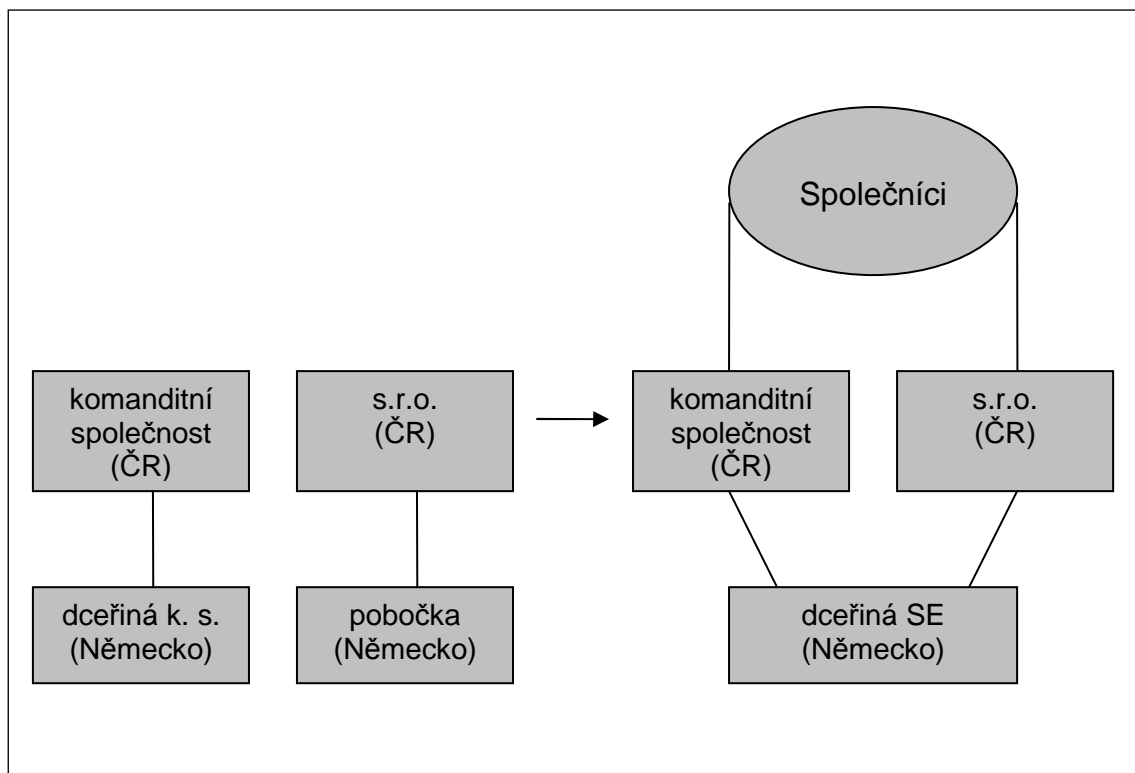 Společníci
komanditní
společnost
(ČR)
s.r.o.
(ČR)
komanditní
společnost
(ČR)
s.r.o.
(ČR)
dceřiná k. s.
(Německo)
pobočka
(Německo)
dceřiná SE
(Německo)